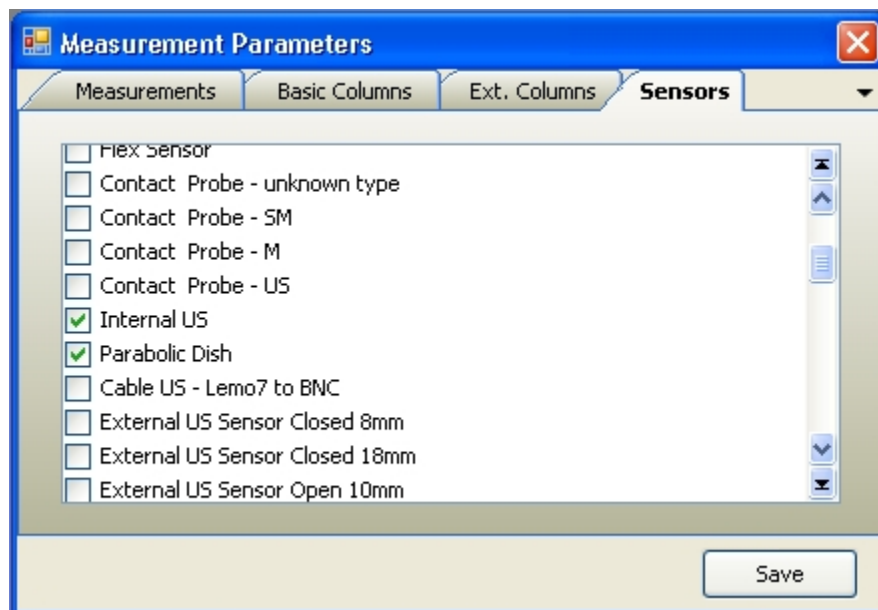 Measurement Parameters
Measurements Basic Columns Ext. Columns Sensors
Flex Sensor
Contact Probe - unknown type
Contact Probe - SM
Contact Probe - M
Contact Probe - US
Internal US
Parabolic Dish
Cable US - Lemo7 to BNC
External US Sensor Closed 8mm
External US Sensor Closed 18mm
External US Sensor Open 10mm
Save